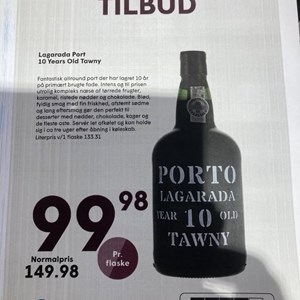 TILBUD
Lagarada Port
10 Years Old Tawny
Fantastisk allround port der har lagret 10 år
på primært brugte fade. Intens og til prisen
utrolig kompleks næse af tørrede frugter,
karamel, ristede nødder og chokolade. Blød,
fyldig smag med fin friskhed, afstemt sødme
og lang eftersmag gør den perfekt til
desserter med nødder, chokolade, kager og
de fleste oste. Servér let afkølet og kan holde
sig i ca tre uger efter åbning i køleskab.
Literpris v/1 flaske 133.31
PORTO
LAGARADA
YEAR 10 OLD
TAWNY
99 98
Pr.
flaske
Normalpris
149.98